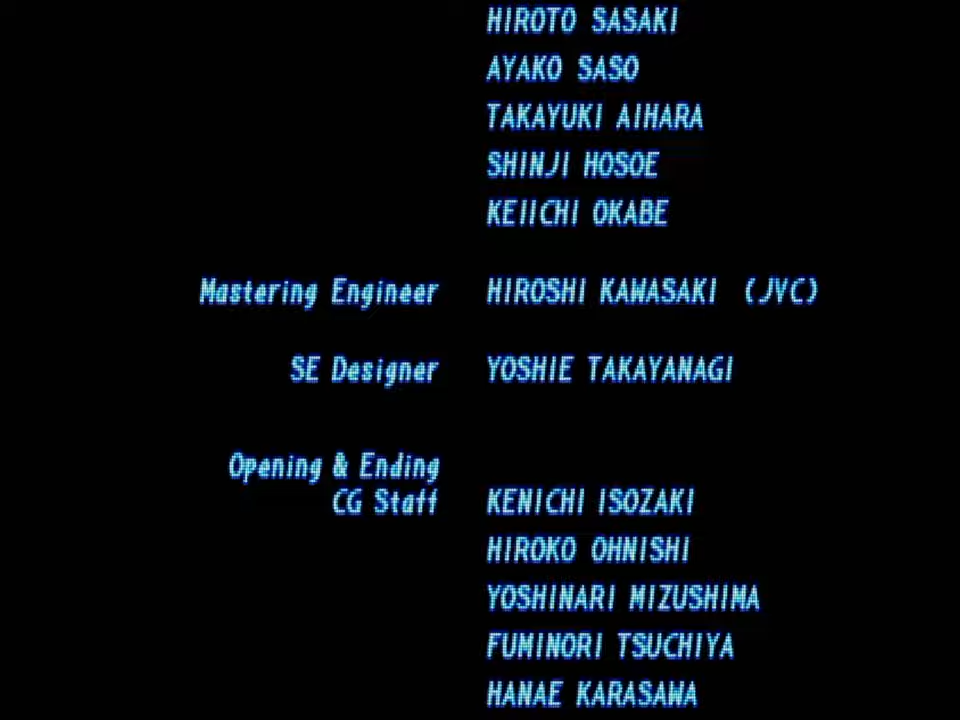 HIROTO SASAKI
AYAKO SASO
TAKAYUKI AIHARA
SHINJI HOSOE
KEIICHI OKABE
Mastering Engineer HIROSHI KAWASAKI (JVC)
SE Designer YOSHIE TAKAYANAGI
Opening & Ending
CG Staff KENICHI ISOZAKI
HIROKO OHNISHI
YOSHINARI MIZUSHIMA
FUMINORI TSUCHIYA
HANAE KARASAWA